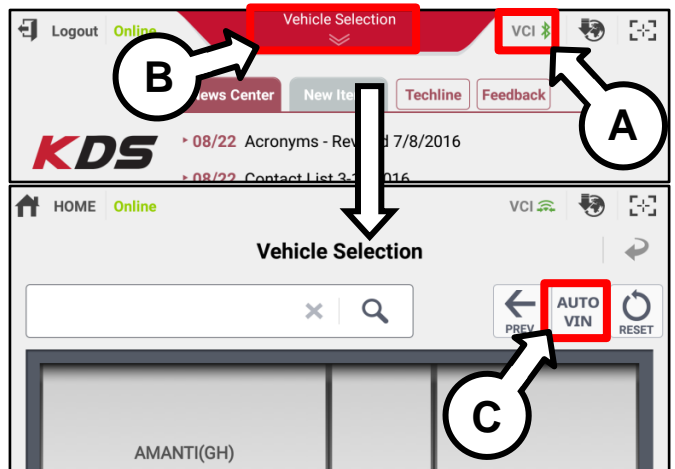 Logout Online Vehicle Selection VCI
B
A
News Center New Ite Techline Feedback
KDS
08/22 Acronyms - Rev d 7/8/2016
08/22 Contact List 3- 016
HOME Online VCI
Vehicle Selection
PREV AUTO VIN RESET
C
AMANTI(GH)